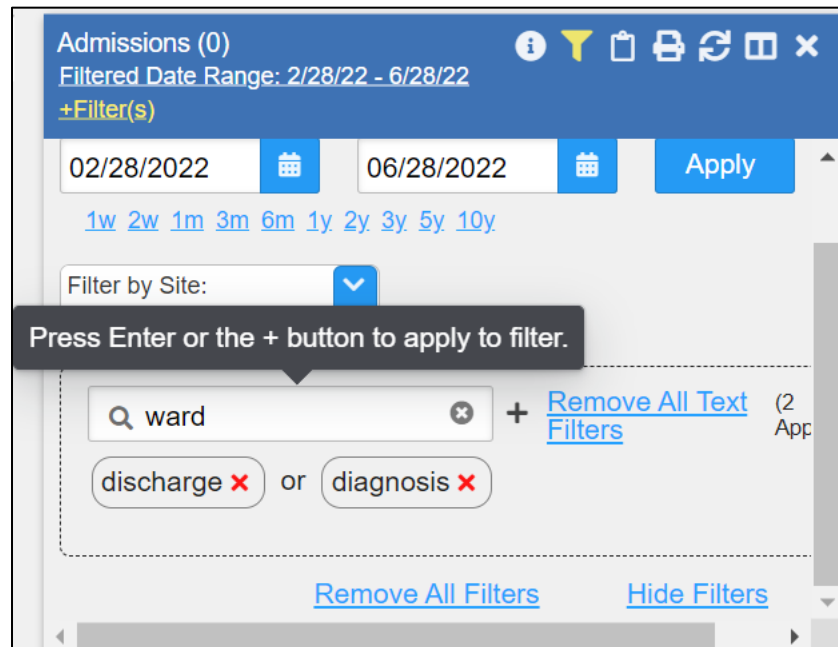 Admissions (0)
Filtered Date Range: 2/28/22 - 6/28/22
+Filter(s)
02/28/2022 06/28/2022 Apply
1w 2w 1m 3m 6m 1y 2y 3y 5y 10y
Filter by Site:
Press Enter or the + button to apply to filter.
ward + Remove All Text (2
Filters App
discharge or diagnosis
Remove All Filters Hide Filters